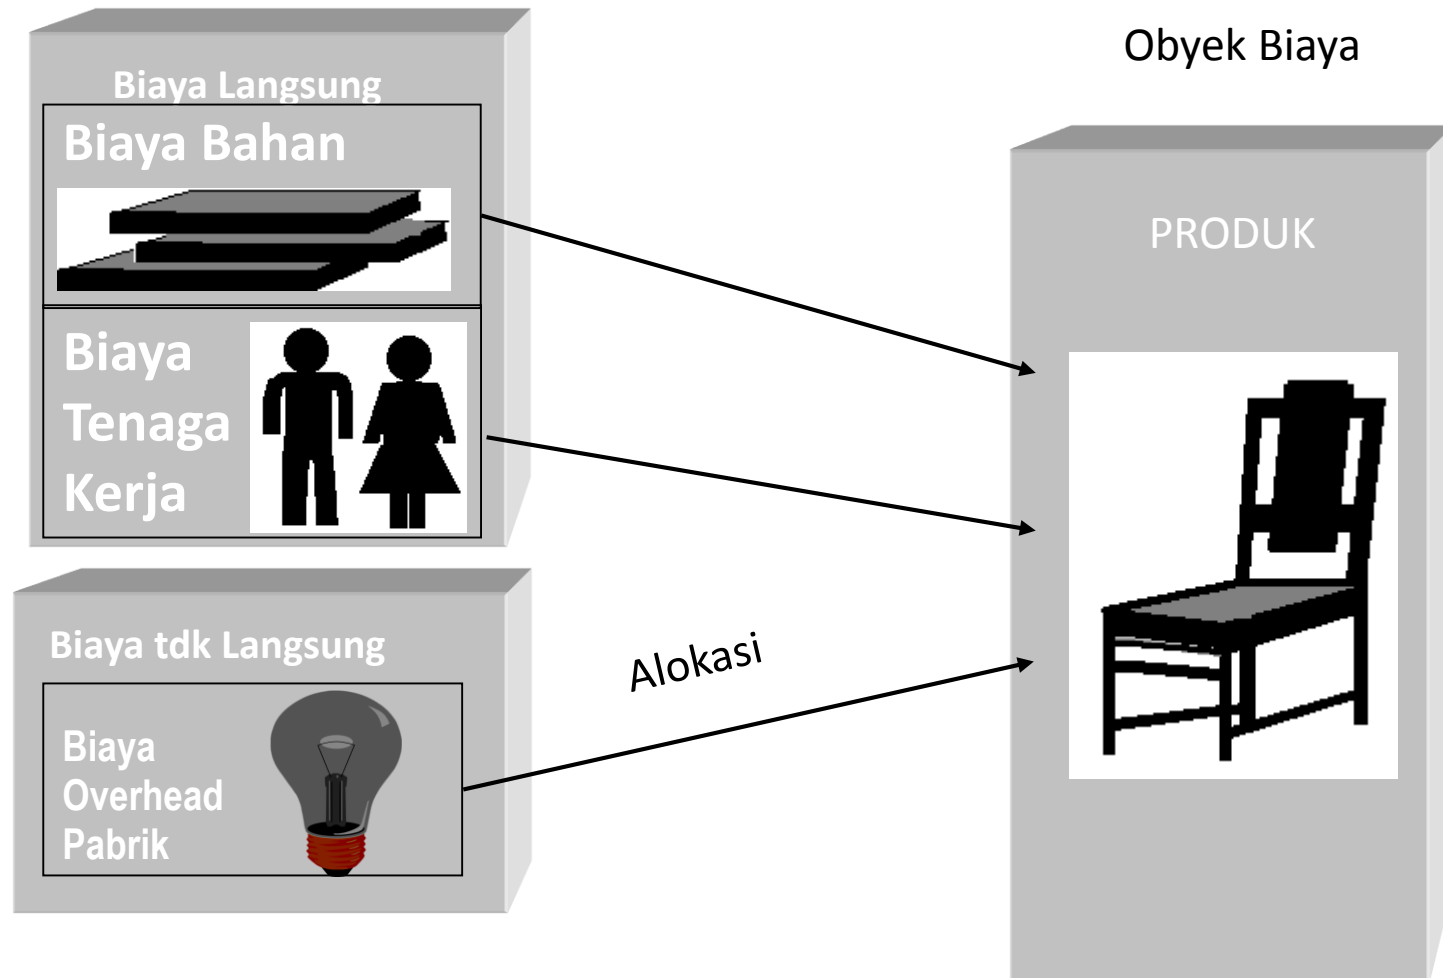 Obyek Biaya
Biaya Langsung
Biaya Bahan
Biaya
Tenaga
Kerja
Biaya tdk Langsung
Biaya
Overhead
Pabrik
Alokasi
PRODUK